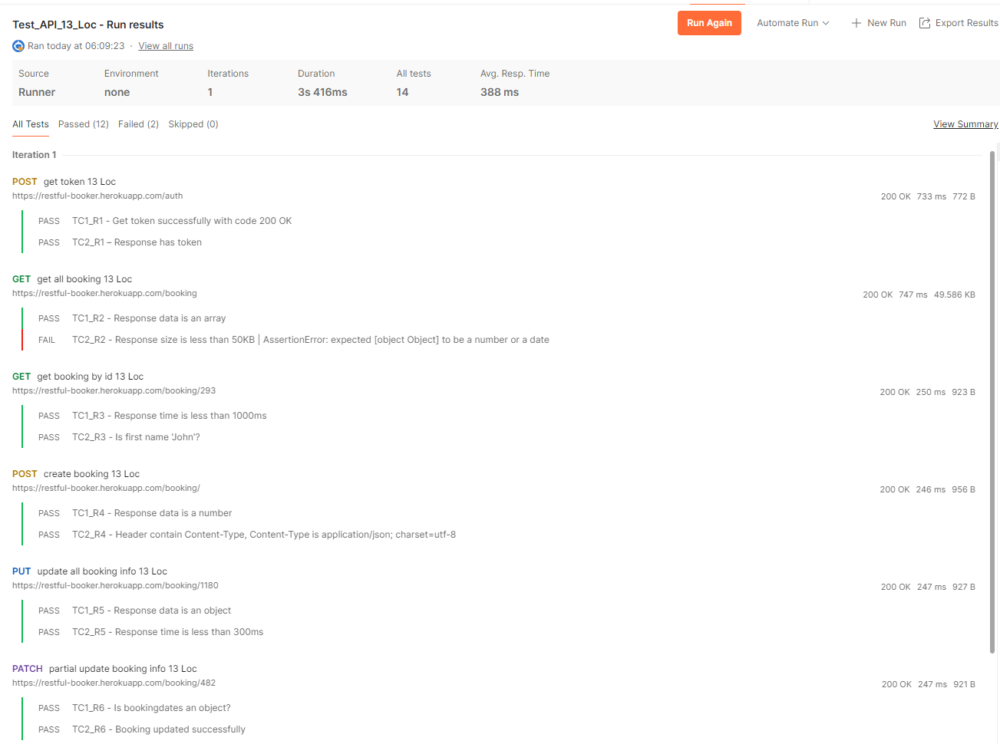 Test_API_13_Loc - Run results
Run Again
Automate Run
New Run
Export Results
Ran today at 06:09:23 · View all runs
Source Environment Iterations Duration All tests Avg. Resp. Time
Runner none 1 3s 416ms 14 388 ms
All Tests Passed (12) Failed (2) Skipped (0) View Summary
Iteration 1
POST get token 13 Loc
https://restful-booker.herokuapp.com/auth 200 OK 733 ms 772 B
PASS TC1_R1 - Get token successfully with code 200 OK
PASS TC2_R1 – Response has token
GET get all booking 13 Loc
https://restful-booker.herokuapp.com/booking 200 OK 747 ms 49.586 KB
PASS TC1_R2 - Response data is an array
FAIL TC2_R2 - Response size is less than 50KB | AssertionError: expected [object Object] to be a number or a date
GET get booking by id 13 Loc
https://restful-booker.herokuapp.com/booking/293 200 OK 250 ms 923 B
PASS TC1_R3 - Response time is less than 1000ms
PASS TC2_R3 - Is first name 'John'?
POST create booking 13 Loc
https://restful-booker.herokuapp.com/booking/ 200 OK 246 ms 956 B
PASS TC1_R4 - Response data is a number
PASS TC2_R4 - Header contain Content-Type, Content-Type is application/json; charset=utf-8
PUT update all booking info 13 Loc
https://restful-booker.herokuapp.com/booking/1180 200 OK 247 ms 927 B
PASS TC1_R5 - Response data is an object
PASS TC2_R5 - Response time is less than 300ms
PATCH partial update booking info 13 Loc
https://restful-booker.herokuapp.com/booking/482 200 OK 247 ms 921 B
PASS TC1_R6 - Is bookingdates an object?
PASS TC2_R6 - Booking updated successfully